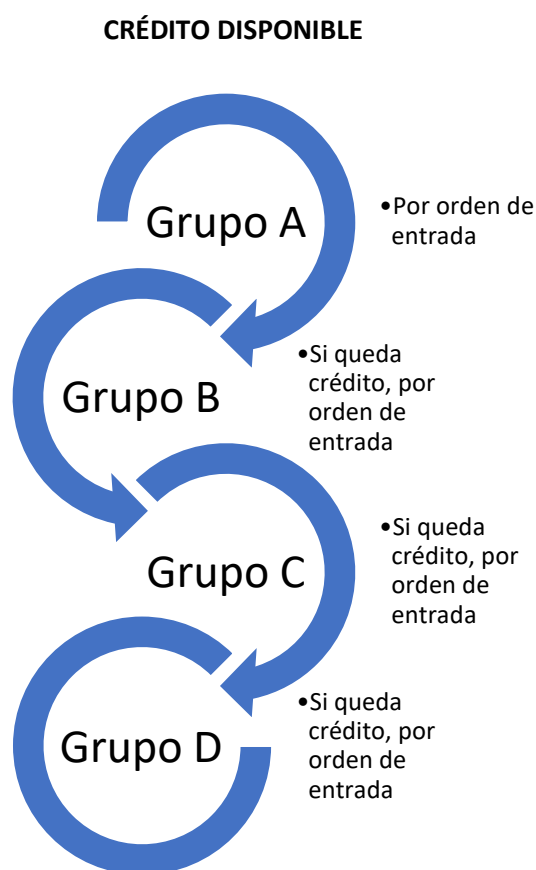 CRÉDITO DISPONIBLE
Grupo A
•Por orden de
entrada
Grupo B
•Si queda
crédito, por
orden de
entrada
Grupo C
•Si queda
crédito, por
orden de
entrada
Grupo D
•Si queda
crédito, por
orden de
entrada